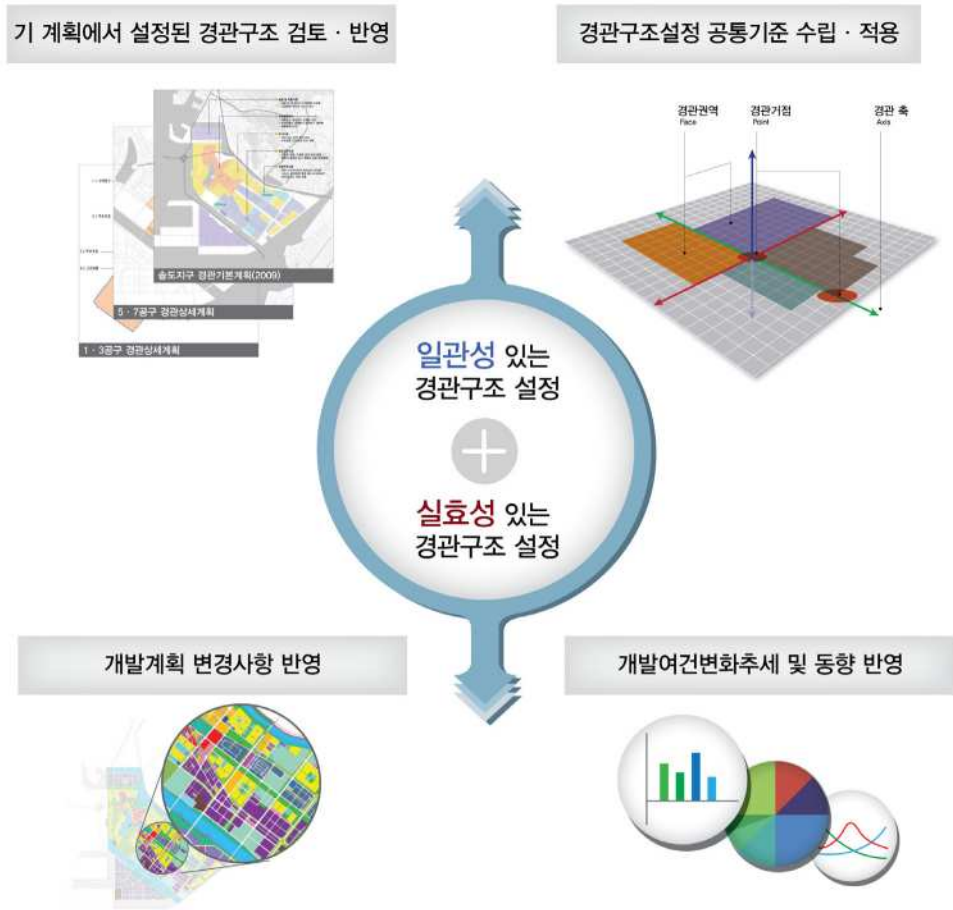 기 계획에서 설정된 경관구조 검토 · 반영
경관구조설정 공통기준 수립 · 적용
송도지구 경관기본계획(2009)
5 · 7공구 경관상세계획
1 · 3공구 경관상세계획
경관권역
Face
경관거점
Point
경관 축
Axis
일관성 있는
경관구조 설정
실효성 있는
경관구조 설정
개발계획 변경사항 반영
개발여건변화추세 및 동향 반영